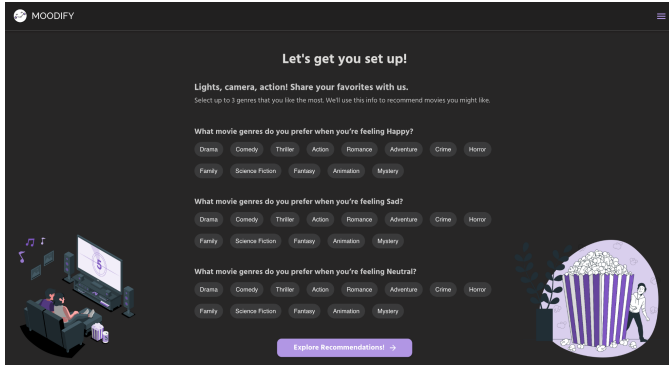 MOODIFY
Let's get you set up!
Lights, camera, action! Share your favorites with us.
Select up to 3 genres that you like the most. We'll use this info to recommend movies you might like.
What movie genres do you prefer when you're feeling Happy?
Drama Comedy Thriller Action Romance Adventure Crime Horror
Family Science Fiction Fantasy Animation Mystery
What movie genres do you prefer when you're feeling Sad?
Drama Comedy Thriller Action Romance Adventure Crime Horror
Family Science Fiction Fantasy Animation Mystery
5
What movie genres do you prefer when you're feeling Neutral?
Drama Comedy Thriller Action Romance Adventure Crime Horror
Family Science Fiction Fantasy Animation Mystery
Explore Recommendations! →